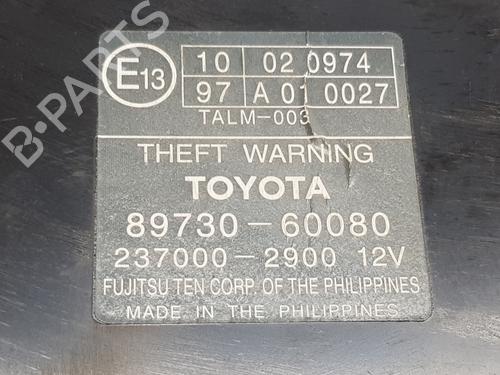 E13
10 02 0974
97 A 01 0027
TALM-003
THEFT WARNING
TOYOTA
89730-60080
237000-2900 12V
FUJITSU TEN CORP. OF THE PHILIPPINES
MADE IN THE PHILIPPINES